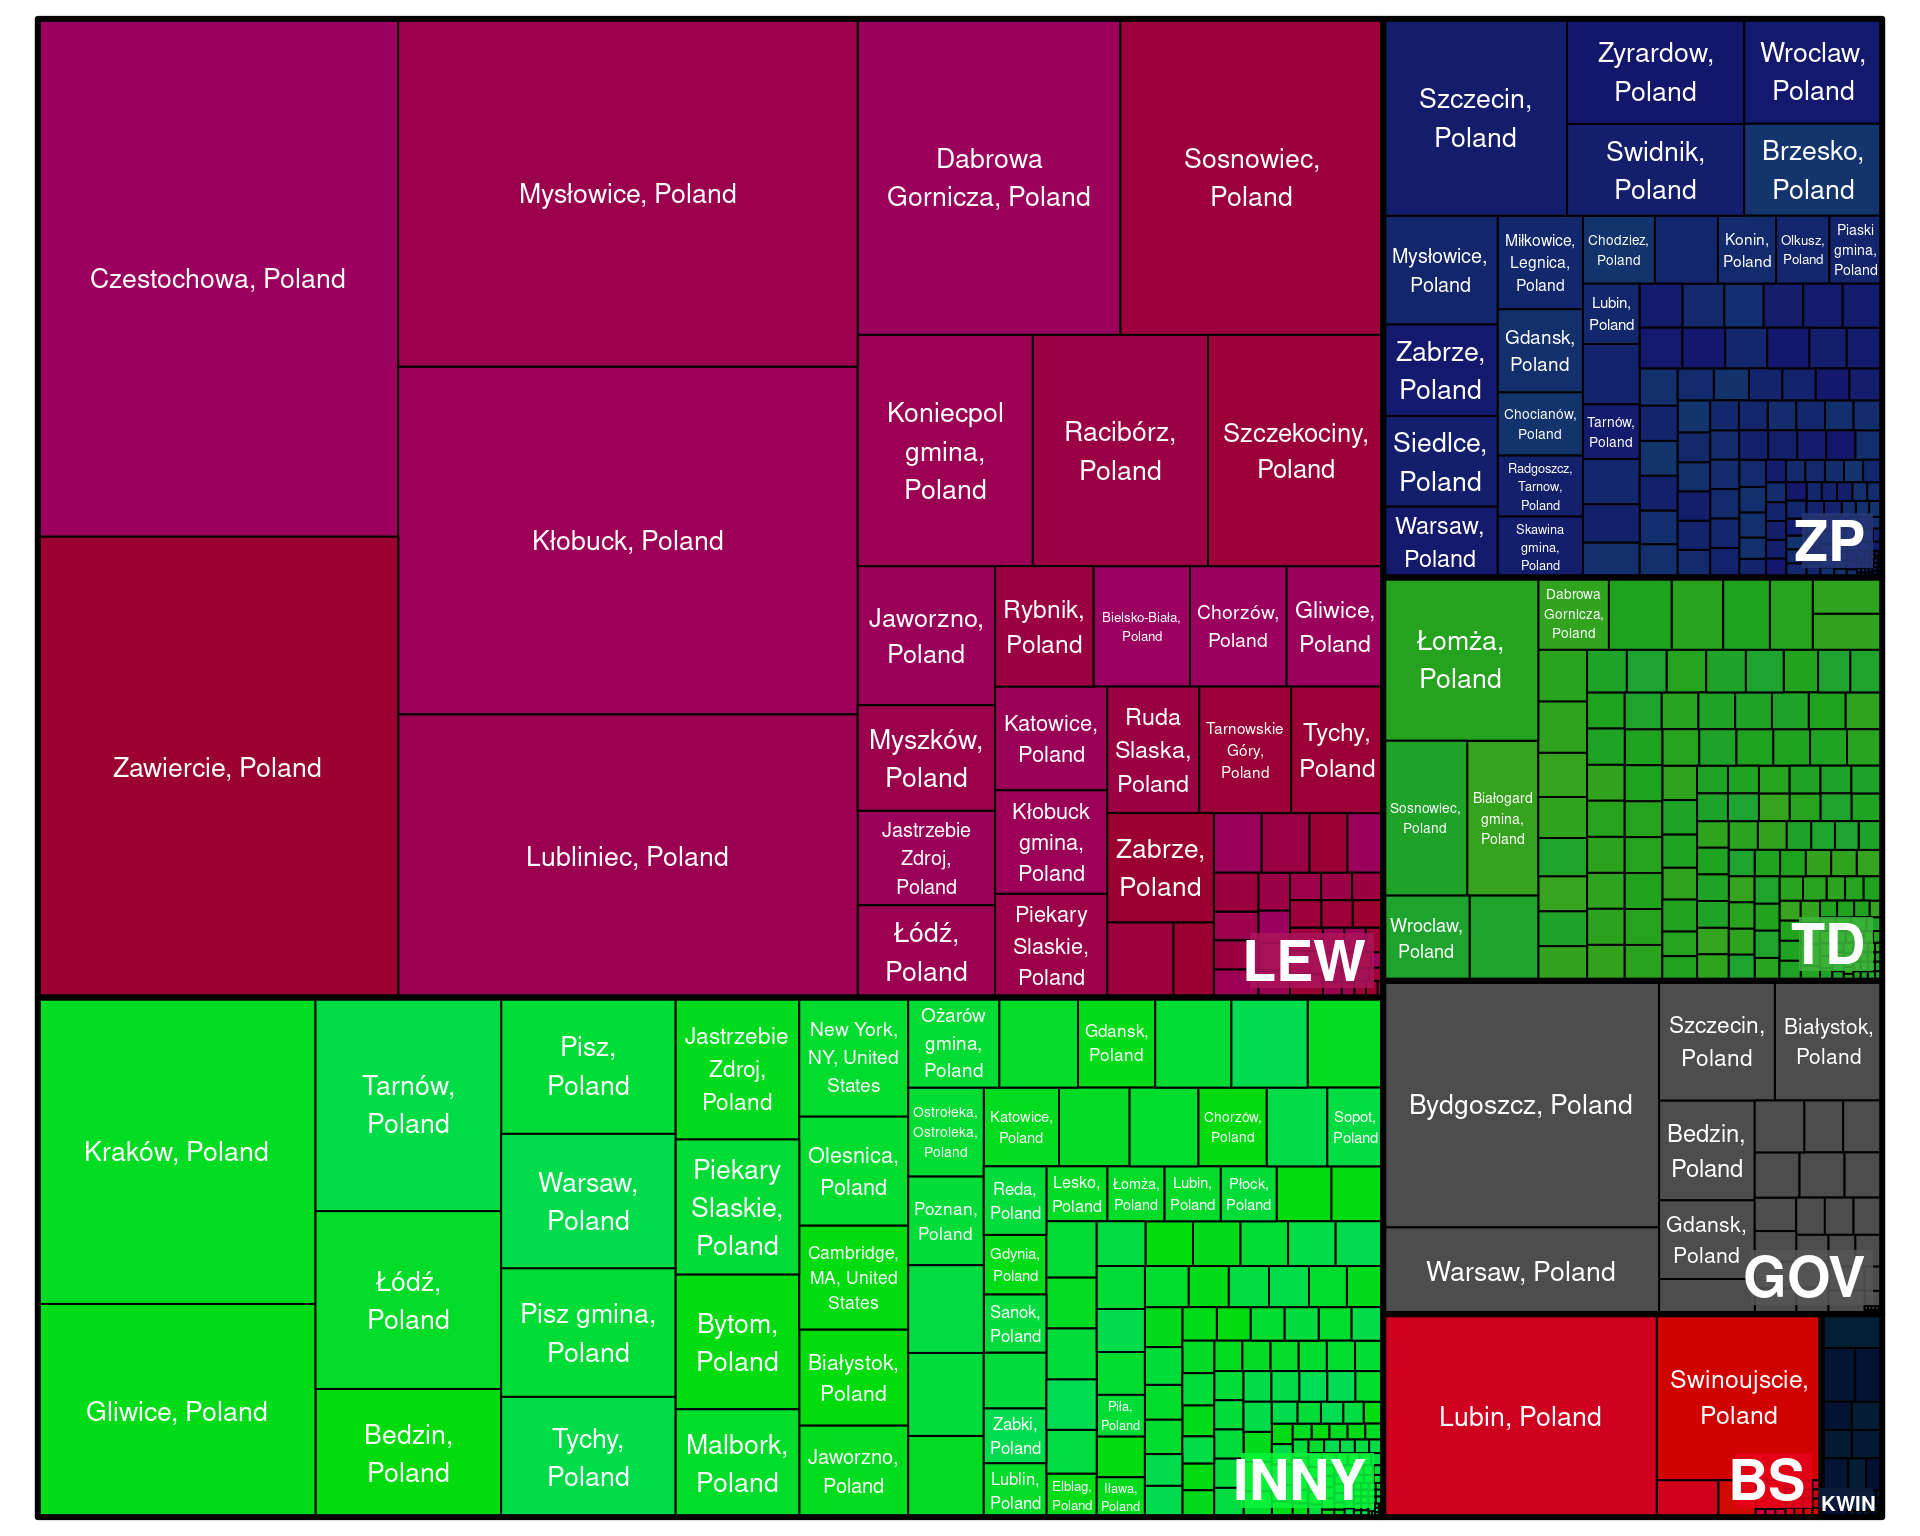 Czestochowa, Poland
Zawiercie, Poland
Mysłowice, Poland
Kłobuck, Poland
Lubliniec, Poland
Dabrowa
Gornicza, Poland
Sosnowiec,
Poland
Koniecpol
gmina,
Poland
Racibórz,
Poland
Szczekociny,
Poland
Jaworzno,
Poland
Rybnik,
Poland
Bielsko-Biała,
Poland
Chorzów,
Poland
Gliwice,
Poland
Myszków,
Poland
Katowice,
Poland
Ruda
Slaska,
Poland
Tarnowskie
Góry,
Poland
Tychy,
Poland
Jastrzebie
Zdroj,
Poland
Kłobuck
gmina,
Poland
Zabrze,
Poland
Łódź,
Poland
Piekary
Slaskie,
Poland
LEW
Szczecin,
Poland
Zyrardow,
Poland
Wroclaw,
Poland
Swidnik,
Poland
Brzesko,
Poland
Mysłowice,
Poland
Miłkowice,
Legnica,
Poland
Chodziez,
Poland
Konin,
Poland
Olkusz,
Poland
Piaski
gmina,
Poland
Lubin,
Poland
Zabrze,
Poland
Gdansk,
Poland
Chocianów,
Poland
Tarnów,
Poland
Siedlce,
Poland
Radgoszcz,
Tarnow,
Poland
Warsaw,
Poland
Skawina
gmina,
Poland
ZP
Łomża,
Poland
Dabrowa
Gornicza,
Poland
Sosnowiec,
Poland
Białogard
gmina,
Poland
Wroclaw,
Poland
TD
Bydgoszcz, Poland
Szczecin,
Poland
Białystok,
Poland
Bedzin,
Poland
Gdansk,
Poland
Warsaw, Poland
GOV
Lubin, Poland
Swinoujscie,
Poland
BS
KWIN
Kraków, Poland
Gliwice, Poland
Tarnów,
Poland
Łódź,
Poland
Bedzin,
Poland
Pisz,
Poland
Warsaw,
Poland
Pisz gmina,
Poland
Tychy,
Poland
Jastrzebie
Zdroj,
Poland
Piekary
Slaskie,
Poland
Bytom,
Poland
Malbork,
Poland
New York,
NY, United
States
Olesnica,
Poland
Cambridge,
MA, United
States
Białystok,
Poland
Jaworzno,
Poland
Ożarów
gmina,
Poland
Gdansk,
Poland
Ostrołeka,
Ostroleka,
Poland
Katowice,
Poland
Chorzów,
Poland
Sopot,
Poland
Poznan,
Poland
Reda,
Poland
Lesko,
Poland
Łomża,
Poland
Lubin,
Poland
Płock,
Poland
Gdynia,
Poland
Sanok,
Poland
Zabki,
Poland
Piła,
Poland
Lublin,
Poland
Elblag,
Poland
Iława,
Poland
INNY